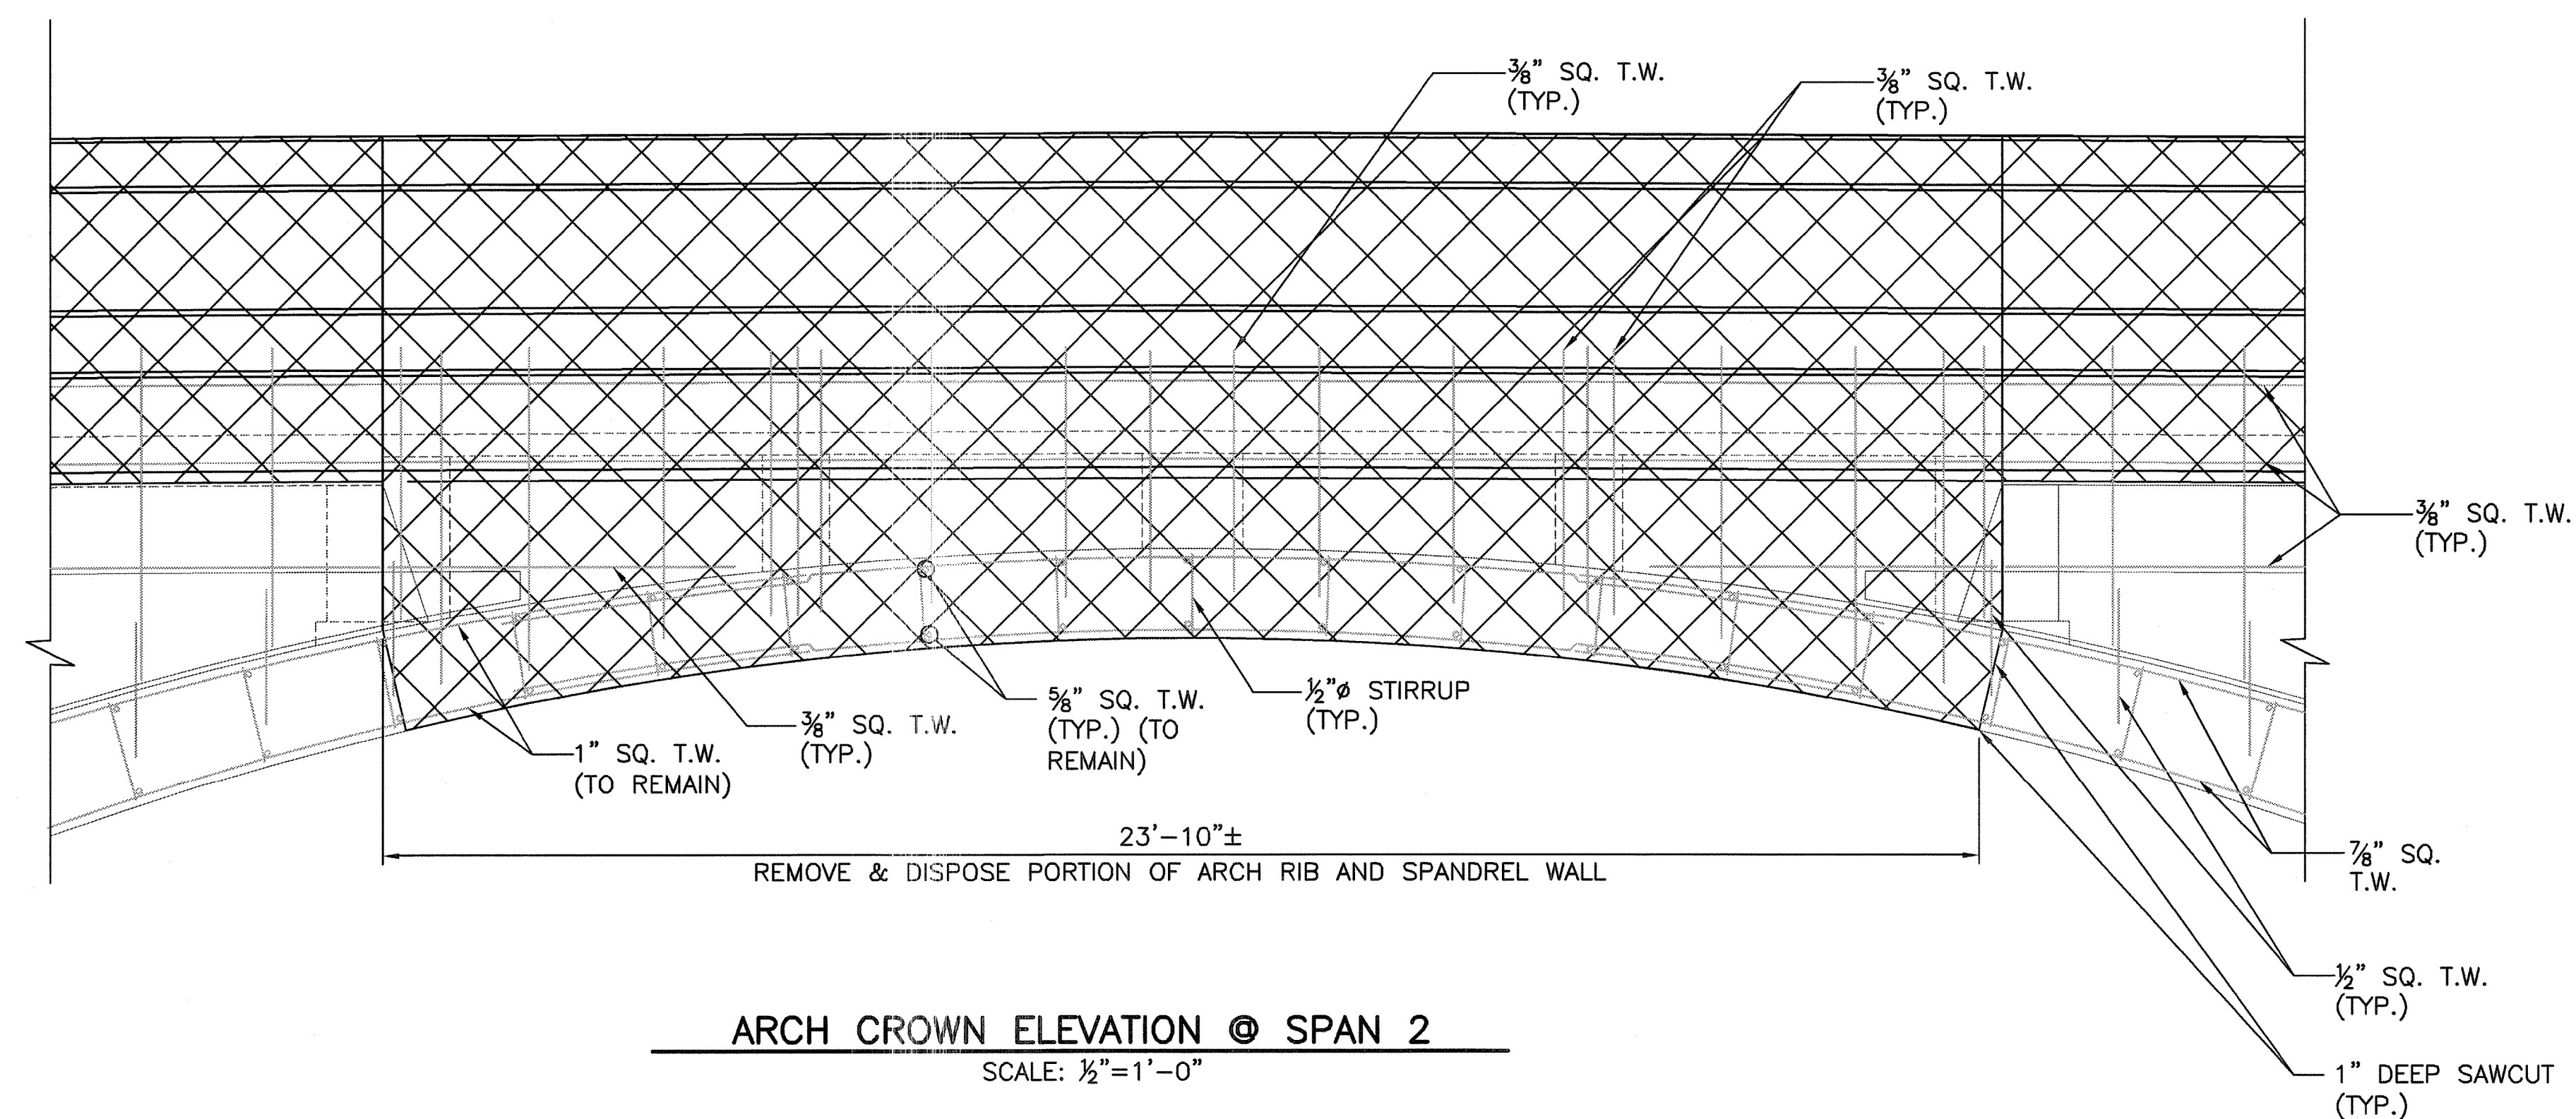 ⅜" SQ. T.W.
(TYP.)
⅜" SQ. T.W.
(TYP.)
⅜" SQ. T.W.
(TYP.)
⅝" SQ. T.W.
(TYP.) (TO
REMAIN)
½"ø STIRRUP
(TYP.)
⅜" SQ. T.W.
(TYP.)
1" SQ. T.W.
(TO REMAIN)
23'-10"±
REMOVE & DISPOSE PORTION OF ARCH RIB AND SPANDREL WALL
⅞" SQ.
T.W.
½" SQ. T.W.
(TYP.)
1" DEEP SAWCUT
(TYP.)
ARCH CROWN ELEVATION @ SPAN 2
SCALE: ½"=1'-0"